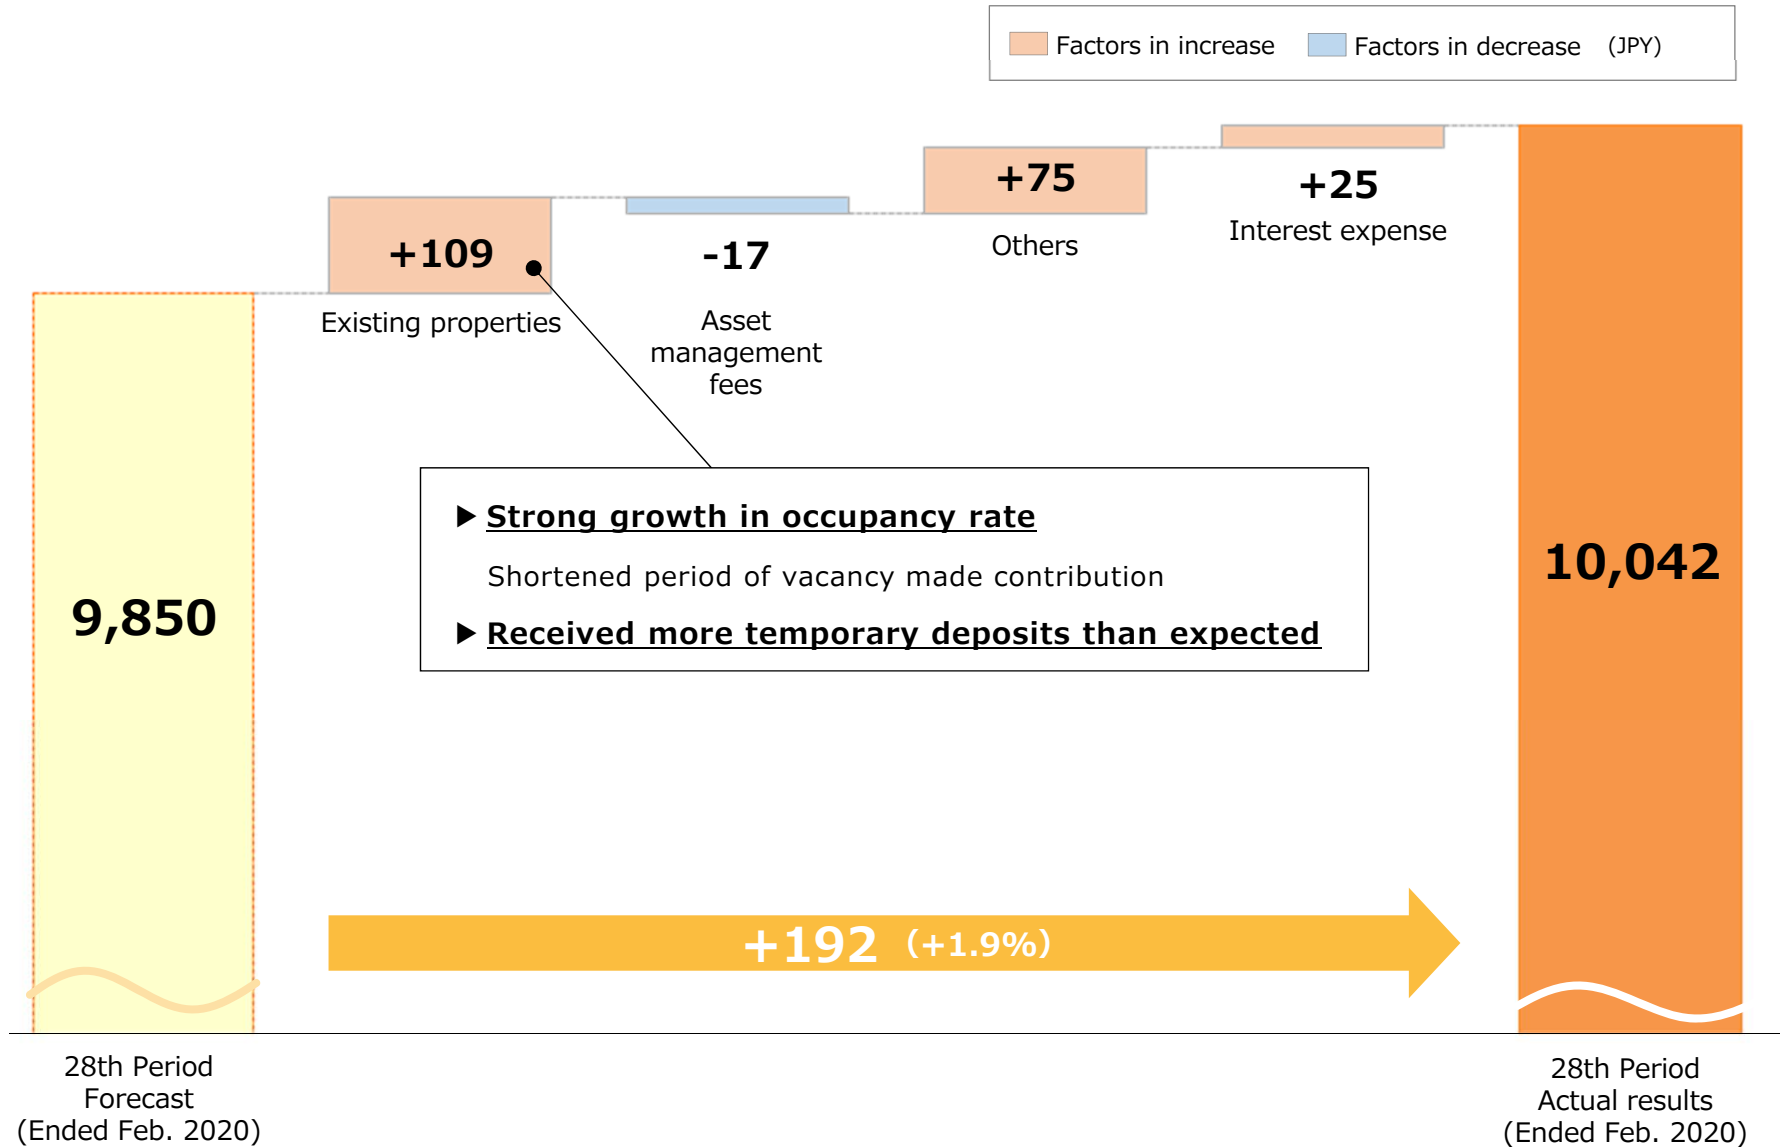 Factors in increase Factors in decrease (JPY)
+109
Existing properties
-17
Asset
management
fees
+75
Others
+25
Interest expense
9,850
▶ Strong growth in occupancy rate
Shortened period of vacancy made contribution
▶ Received more temporary deposits than expected
10,042
+192 (+1.9%)
28th Period
Forecast
(Ended Feb. 2020)
28th Period
Actual results
(Ended Feb. 2020)